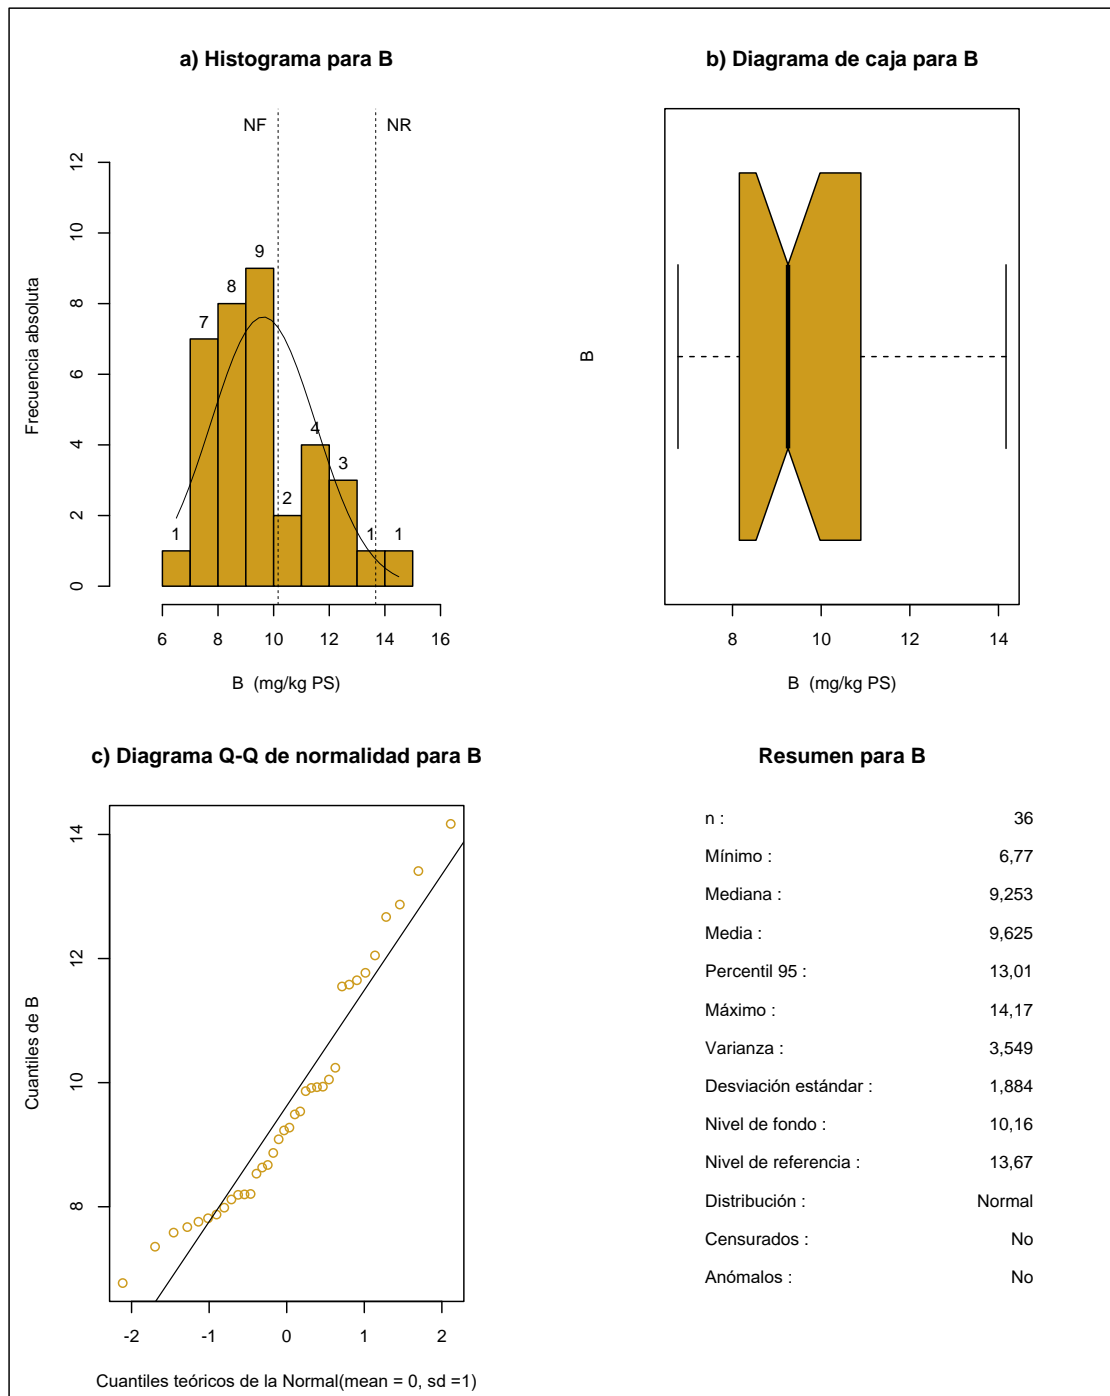 a) Histograma para B
NF
NR
Frecuencia absoluta
0
2
4
6
8
10
12
1
7
8
9
2
4
3
1
1
6
8
10
12
14
16
B (mg/kg PS)
b) Diagrama de caja para B
B
8
10
12
14
B (mg/kg PS)
c) Diagrama Q-Q de normalidad para B
Cuantiles de B
8
10
12
14
-2
-1
0
1
2
Cuantiles teóricos de la Normal(mean = 0, sd =1)
Resumen para B
n : 36
Mínimo : 6,77
Mediana : 9,253
Media : 9,625
Percentil 95 : 13,01
Máximo : 14,17
Varianza : 3,549
Desviación estándar : 1,884
Nivel de fondo : 10,16
Nivel de referencia : 13,67
Distribución : Normal
Censurados : No
Anómalos : No